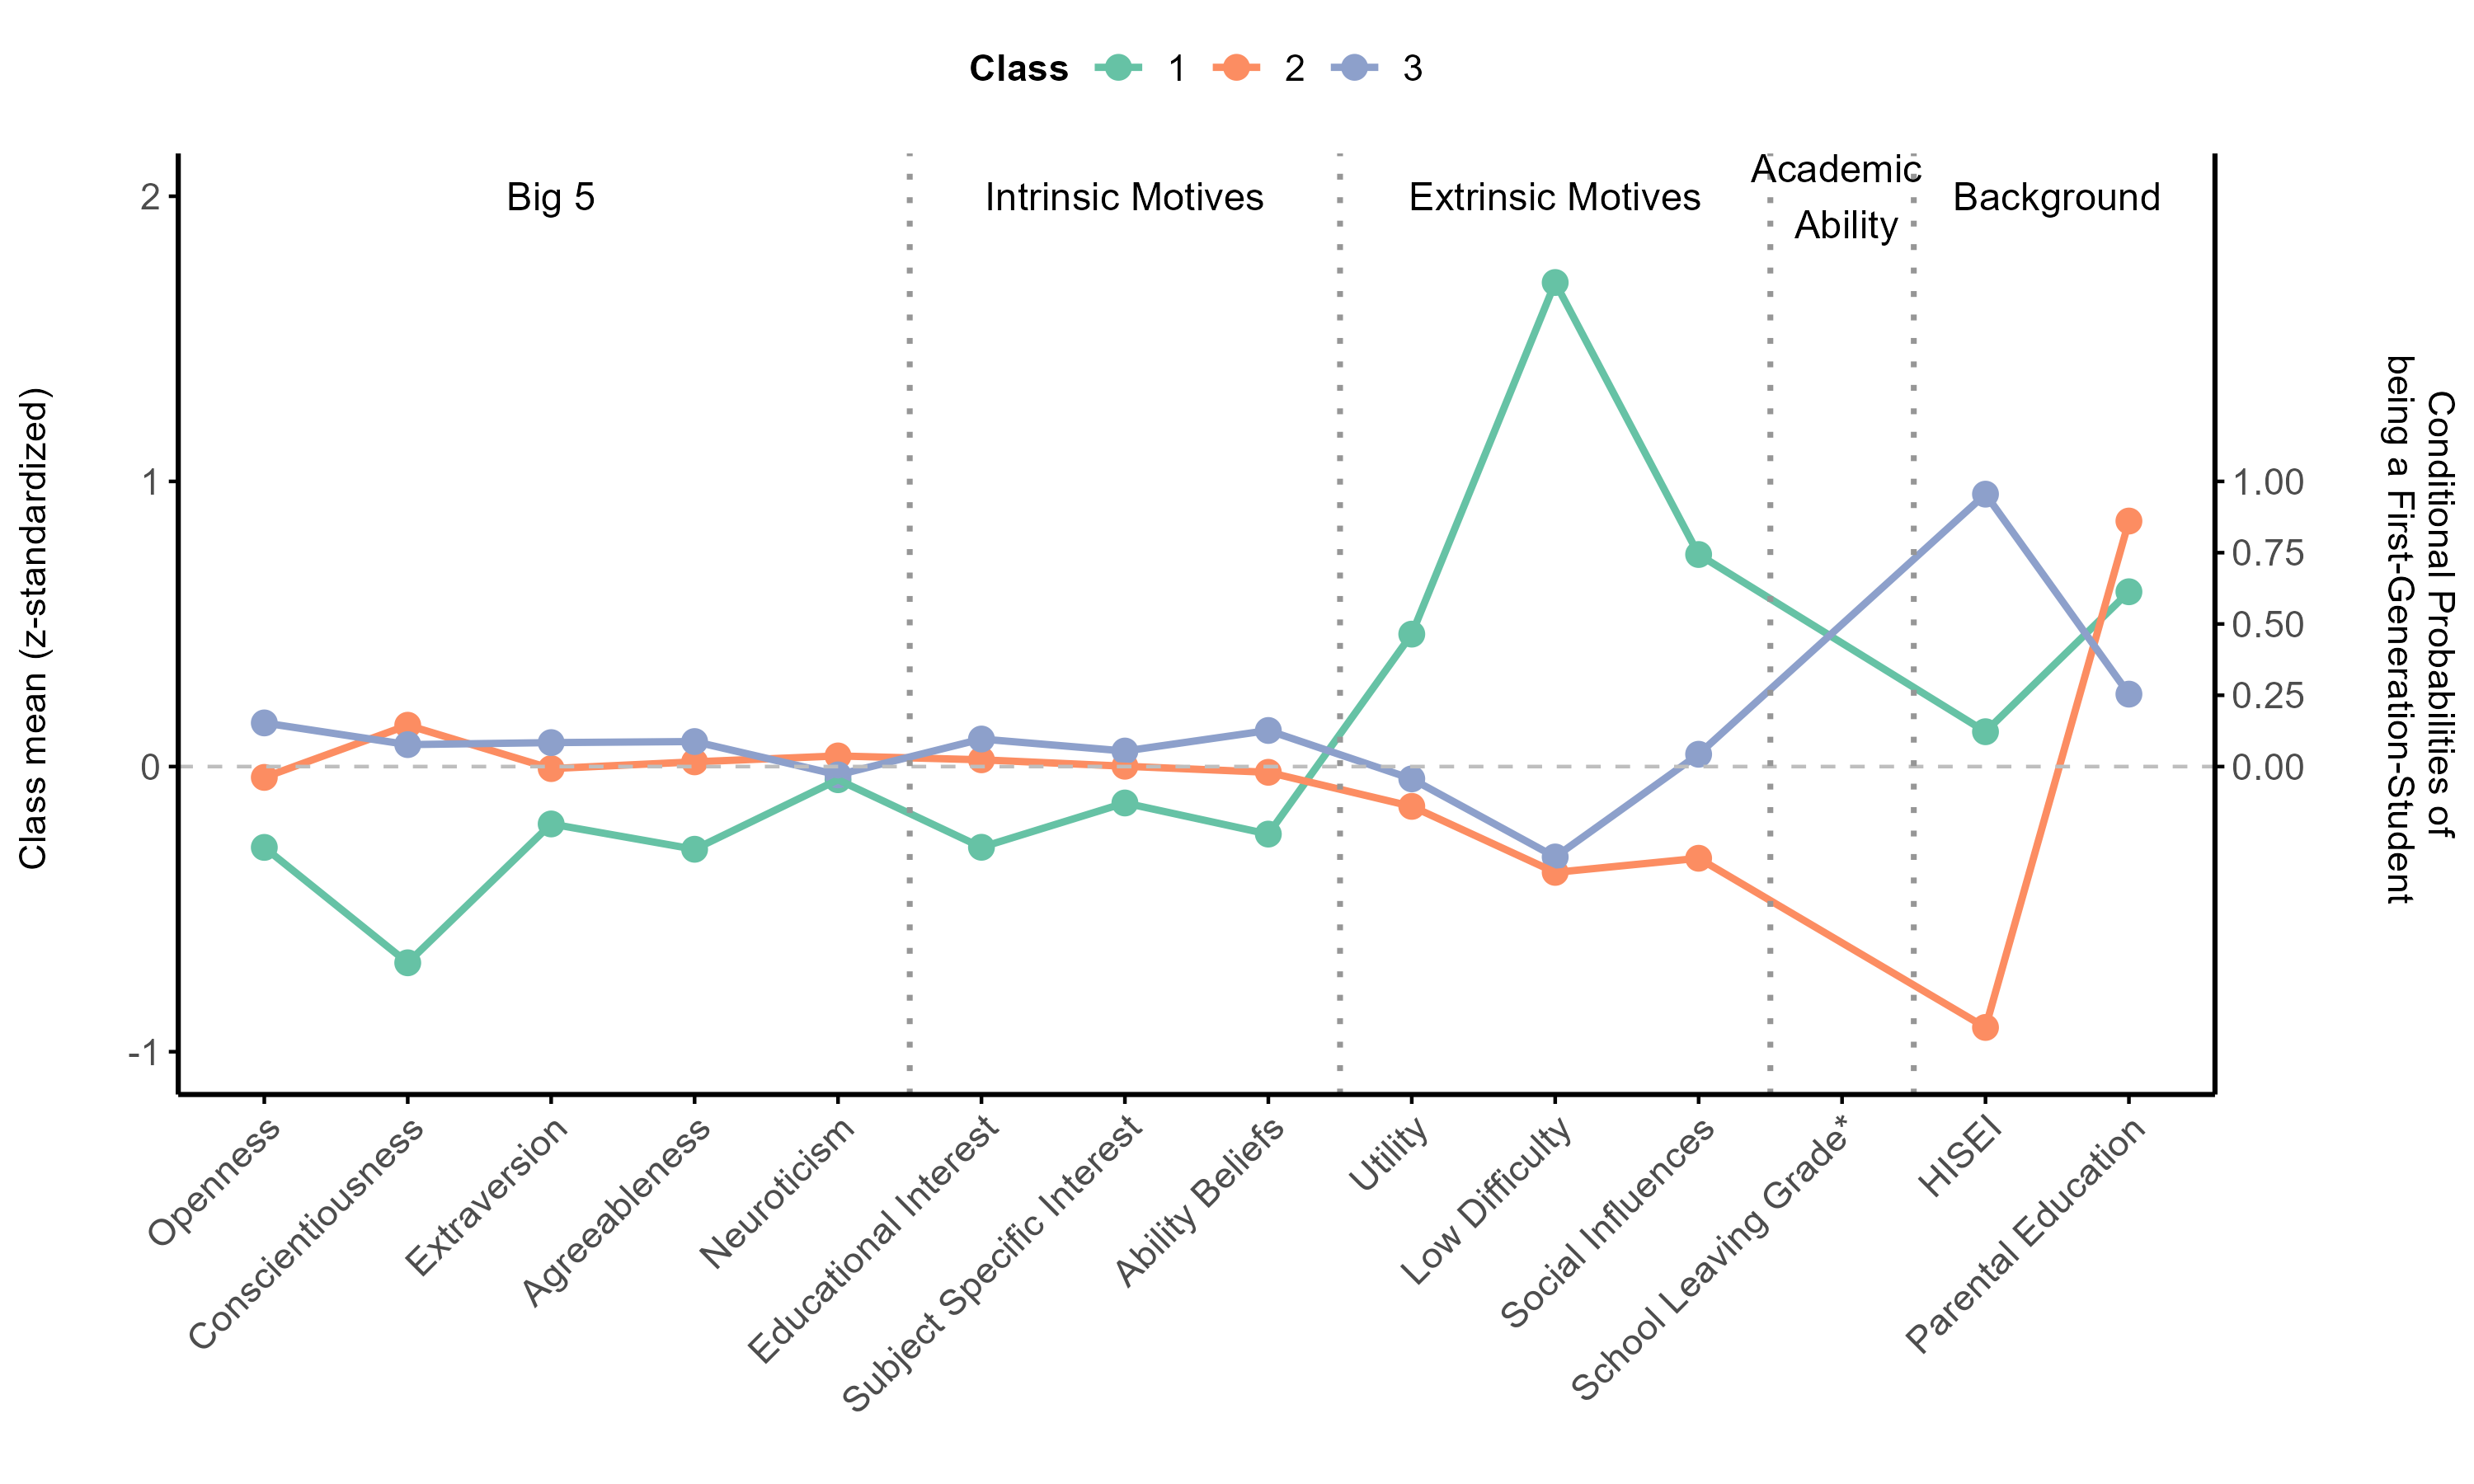 Class 1 2 3
Big 5
Intrinsic Motives
Extrinsic Motives
Academic
Ability
Background
2
1
0
-1
Class mean (z-standardized)
1.00
0.75
0.50
0.25
0.00
Conditional Probabilities of
being a First-Generation-Student
Openness
Conscientiousness
Extraversion
Agreeableness
Neuroticism
Educational Interest
Subject Specific Interest
Ability Beliefs
Utility
Low Difficulty
Social Influences
School Leaving Grade*
HISEI
Parental Education